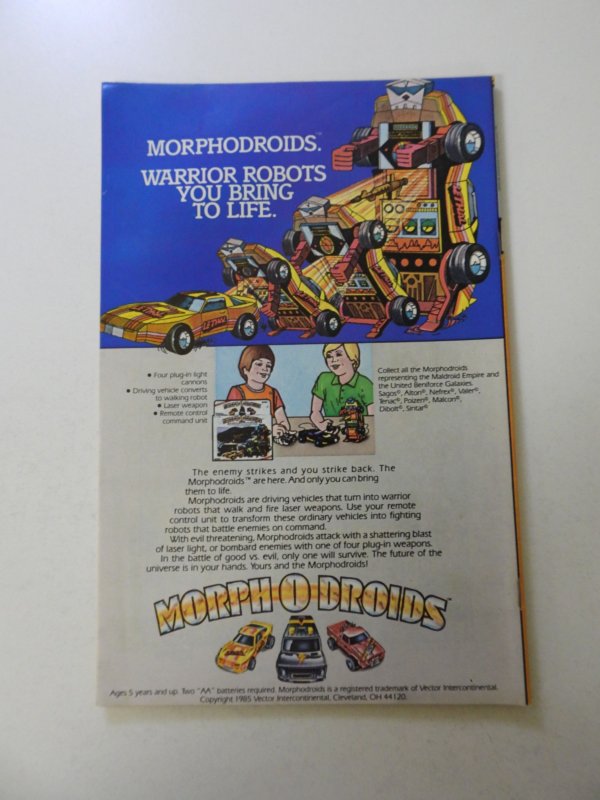 MORPHODROIDS.™
WARRIOR ROBOTS
YOU BRING
TO LIFE.
LETHAL
• Four plug-in light
cannons
• Driving vehicle converts
to walking robot
• Laser weapon
• Remote control
command unit
Collect all the Morphodroids
representing the Maldroid Empire and
the United Beniforce Galaxies.
Sagos®, Alton®, Nefrex®, Valer®,
Tenac®, Poizen®, Malcon®,
Dibolt®, Sintar®
The enemy strikes and you strike back. The
Morphodroids™ are here. And only you can bring
them to life.
Morphodroids are driving vehicles that turn into warrior
robots that walk and fire laser weapons. Use your remote
control unit to transform these ordinary vehicles into fighting
robots that battle enemies on command.
With evil threatening, Morphodroids attack with a shattering blast
of laser light, or bombard enemies with one of four plug-in weapons.
In the battle of good vs. evil, only one will survive. The future of the
universe is in your hands. Yours and the Morphodroids!
MORPH-O-DROIDS™
Ages 5 years and up. Two "AA" batteries required. Morphodroids is a registered trademark of Vector Intercontinental.
Copyright 1985 Vector Intercontinental, Cleveland, OH 44120.